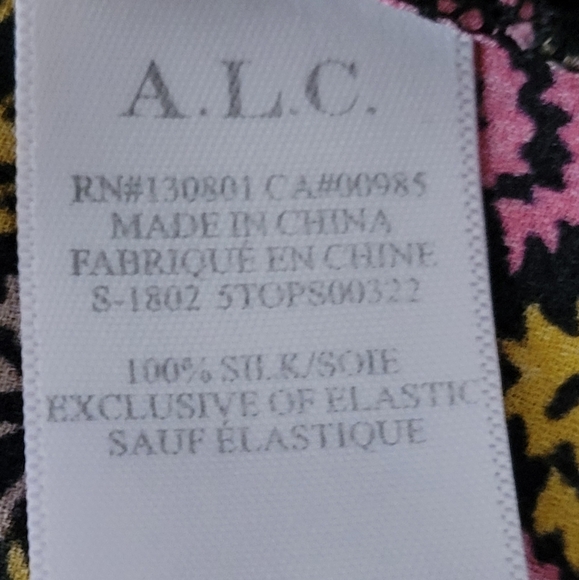 A.L.C.
RN#130801 CA#00985
MADE IN CHINA
FABRIQUÉ EN CHINE
S-1802 5TOPS00322
100% SILK/SOIE
EXCLUSIVE OF ELASTIC
SAUF ÉLASTIQUE